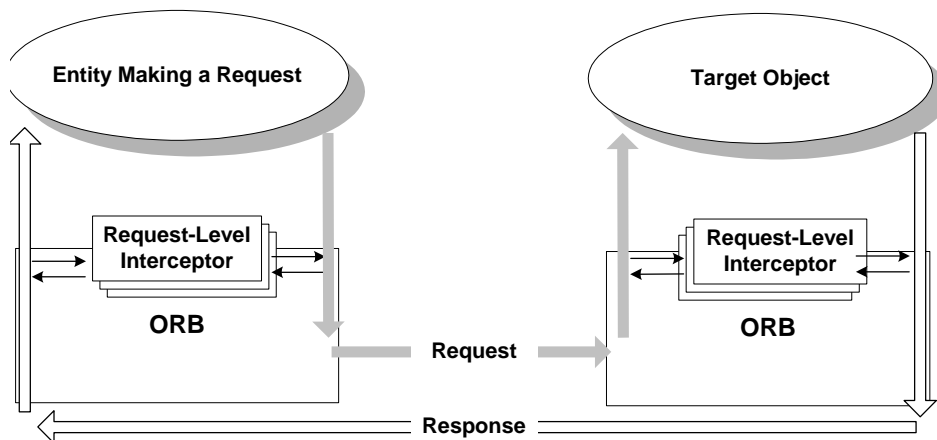 Entity Making a Request
Target Object
Request-Level
Interceptor
ORB
Request-Level
Interceptor
ORB
Request
Response